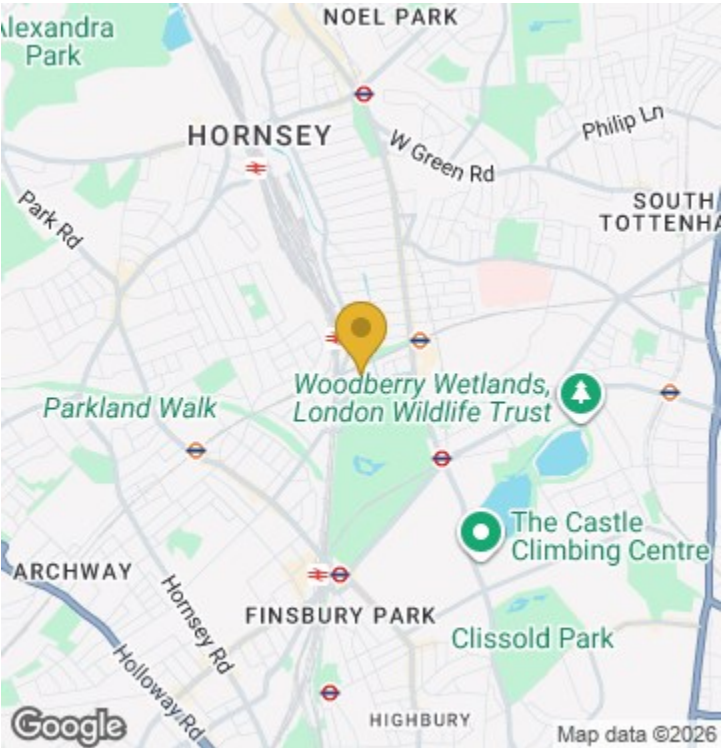 NOEL PARK
Alexandra
Park
HORNSEY
W Green Rd
Philip Ln
SOUTH
Park Rd
Woodberry Wetlands,
London Wildlife Trust
Parkland Walk
The Castle
Climbing Centre
ARCHWAY
Hornsey Rd
FINSBURY PARK
Clissold Park
Holloway Rd
HIGHBURY
Google
Map data ©2026